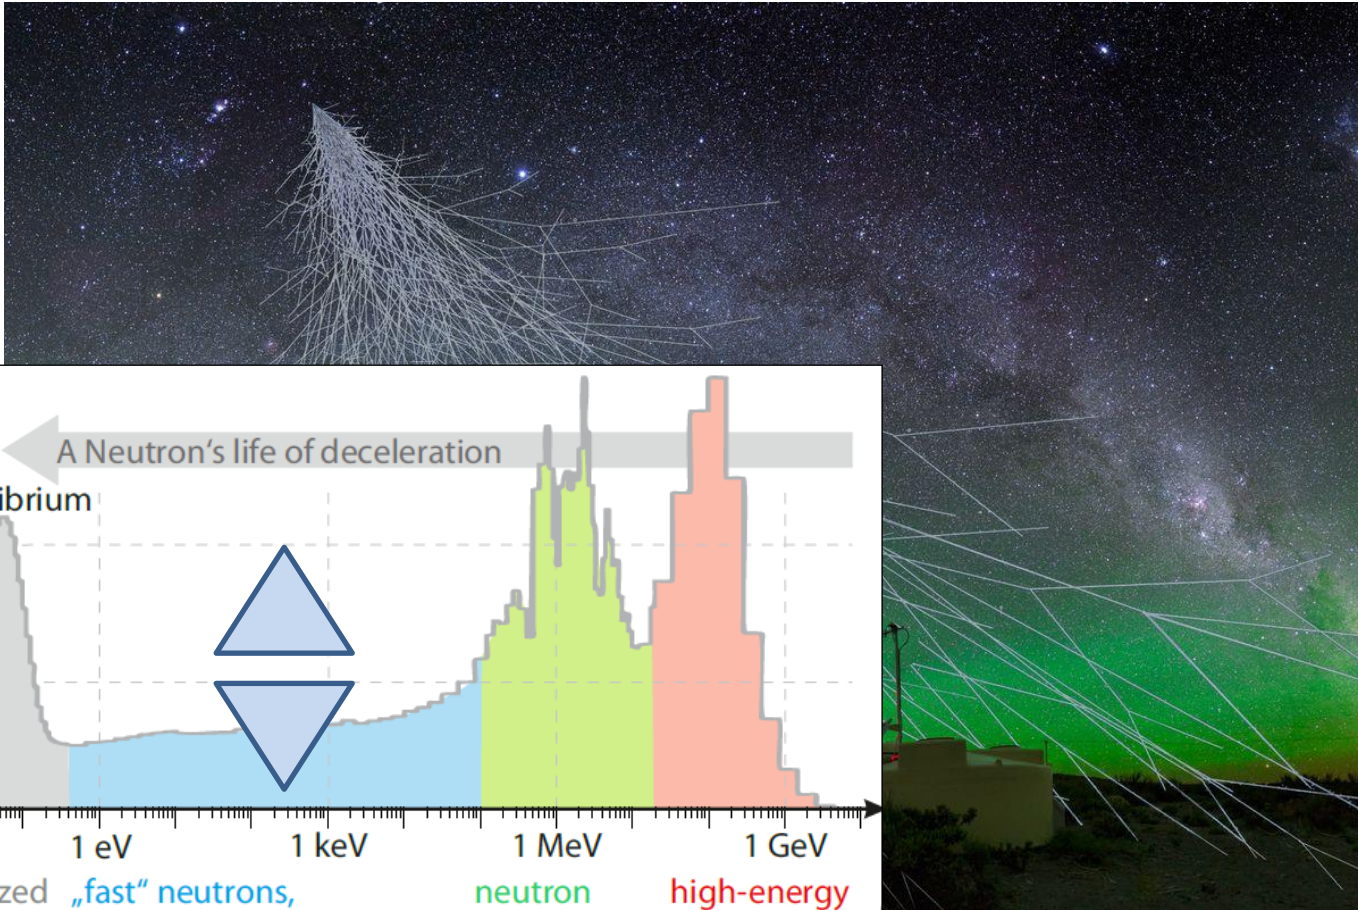 A Neutron‘s life of deceleration
ibrium
1 eV 1 keV 1 MeV 1 GeV
zed „fast“ neutrons, neutron high-energy